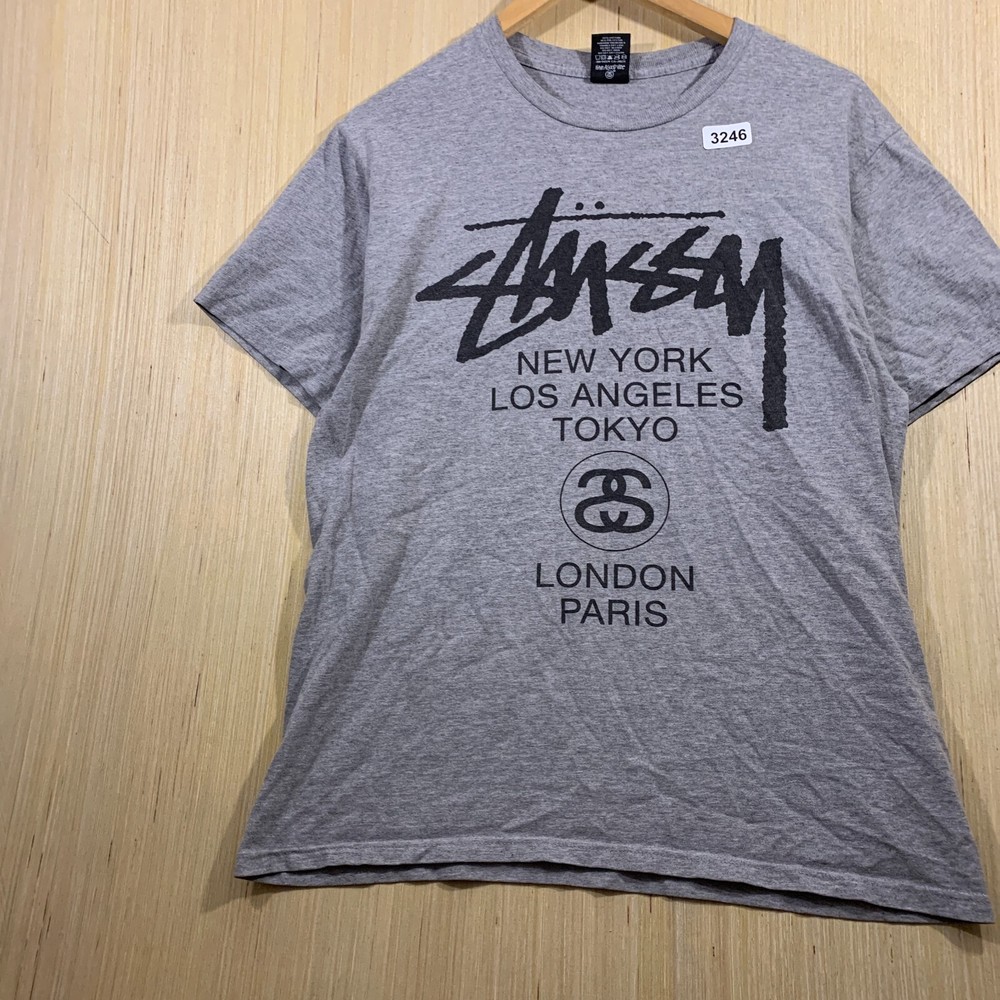 3246
Stüssy
NEW YORK
LOS ANGELES
TOKYO
LONDON
PARIS